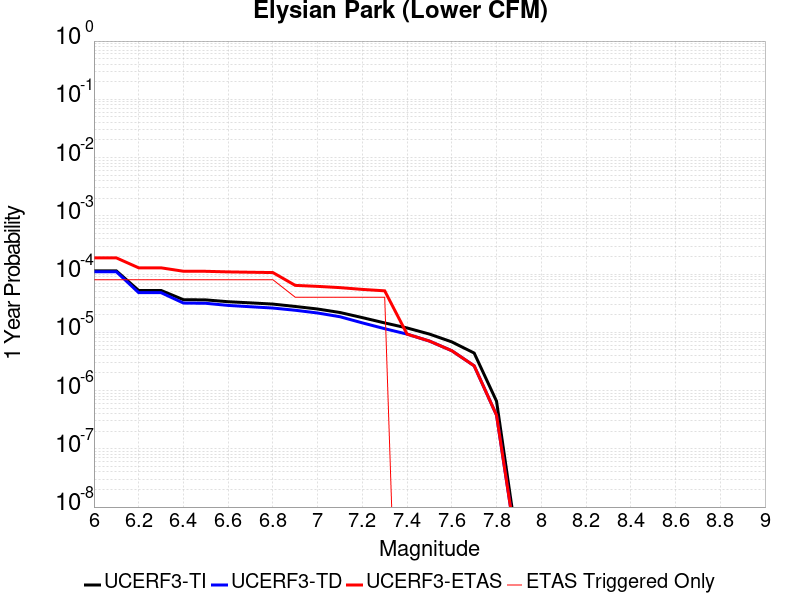 Elysian Park (Lower CFM)
10 0
10 -1
10 -2
10 -3
10 -4
10 -5
10 -6
10 -7
10 -8
1 Year Probability
6 6.2 6.4 6.6 6.8 7 7.2 7.4 7.6 7.8 8 8.2 8.4 8.6 8.8 9
Magnitude
UCERF3-TI UCERF3-TD UCERF3-ETAS ETAS Triggered Only